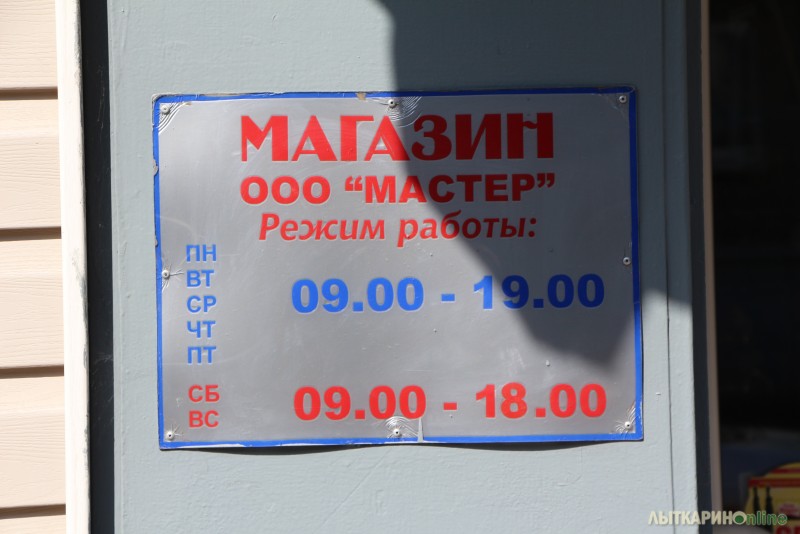 МАГАЗИН
ООО “МАСТЕР”
Режим работы:
ПН
ВТ
СР
ЧТ
ПТ
09.00 - 19.00
СБ
ВС
09.00 - 18.00
ЛЫТКАРИНОonline